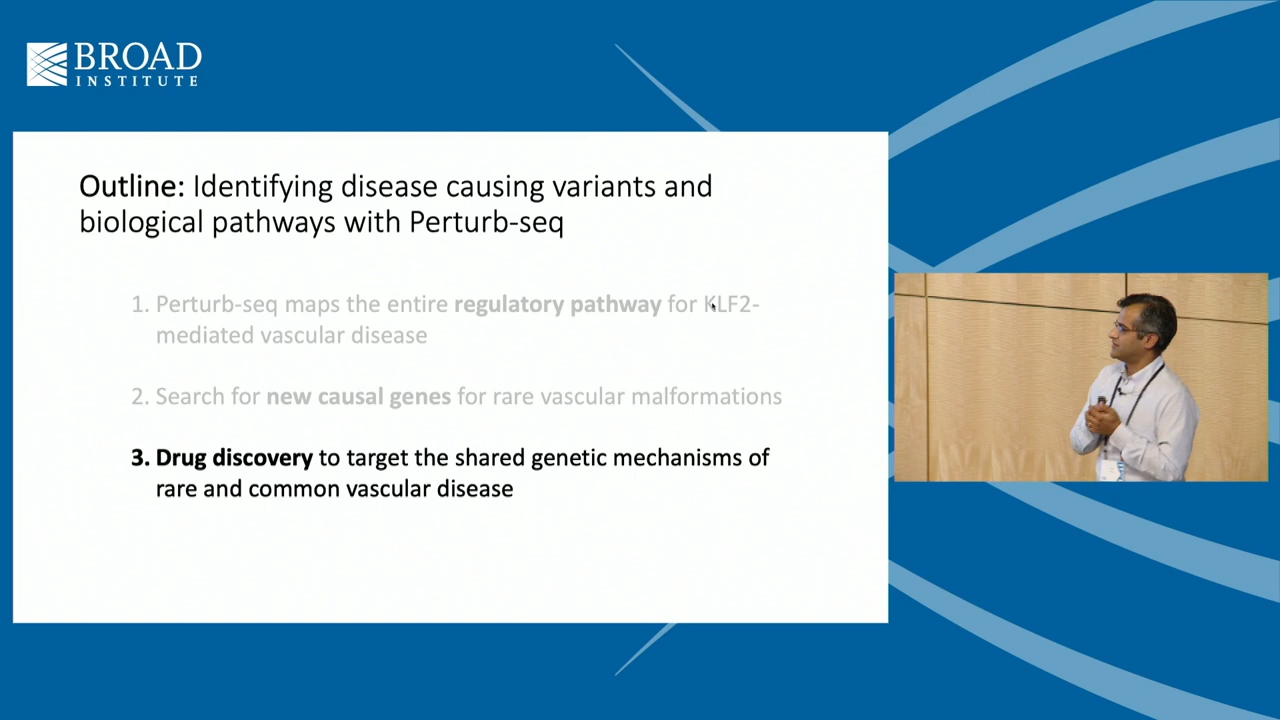 BROAD
INSTITUTE
Outline: Identifying disease causing variants and
biological pathways with Perturb-seq
1. Perturb-seq maps the entire regulatory pathway for KLF2-
mediated vascular disease
2. Search for new causal genes for rare vascular malformations
3. Drug discovery to target the shared genetic mechanisms of
rare and common vascular disease